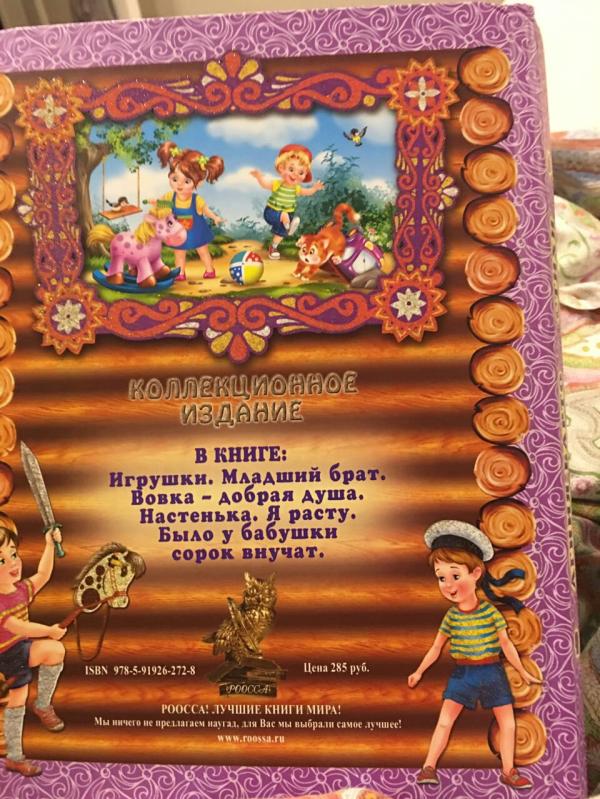 КОЛЛЕКЦИОННОЕ
ИЗДАНИЕ
В КНИГЕ:
Игрушки. Младший брат.
Вовка – добрая душа.
Настенька. Я расту.
Было у бабушки
сорок внучат.
ISBN 978-5-91926-272-8
РООССА
Цена 285 руб.
РООССА! ЛУЧШИЕ КНИГИ МИРА!
Мы ничего не предлагаем наугад, для Вас мы выбрали самое лучшее!
www.roossa.ru